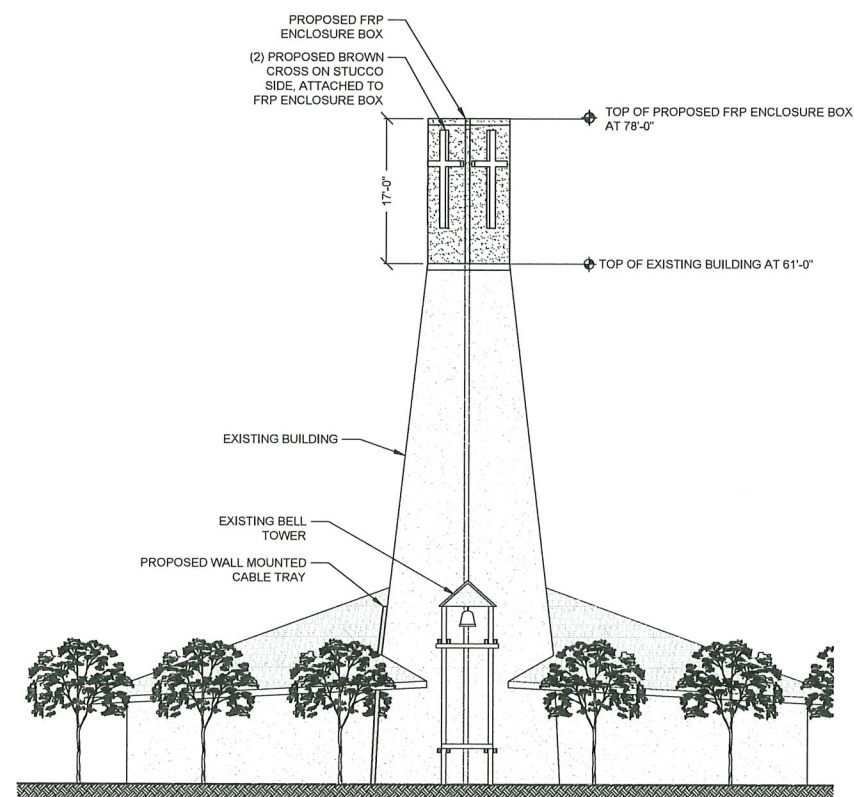 PROPOSED FRP
ENCLOSURE BOX
(2) PROPOSED BROWN
CROSS ON STUCCO
SIDE, ATTACHED TO
FRP ENCLOSURE BOX
TOP OF PROPOSED FRP ENCLOSURE BOX
AT 78'-0"
17'-0"
TOP OF EXISTING BUILDING AT 61'-0"
EXISTING BUILDING
EXISTING BELL
TOWER
PROPOSED WALL MOUNTED
CABLE TRAY